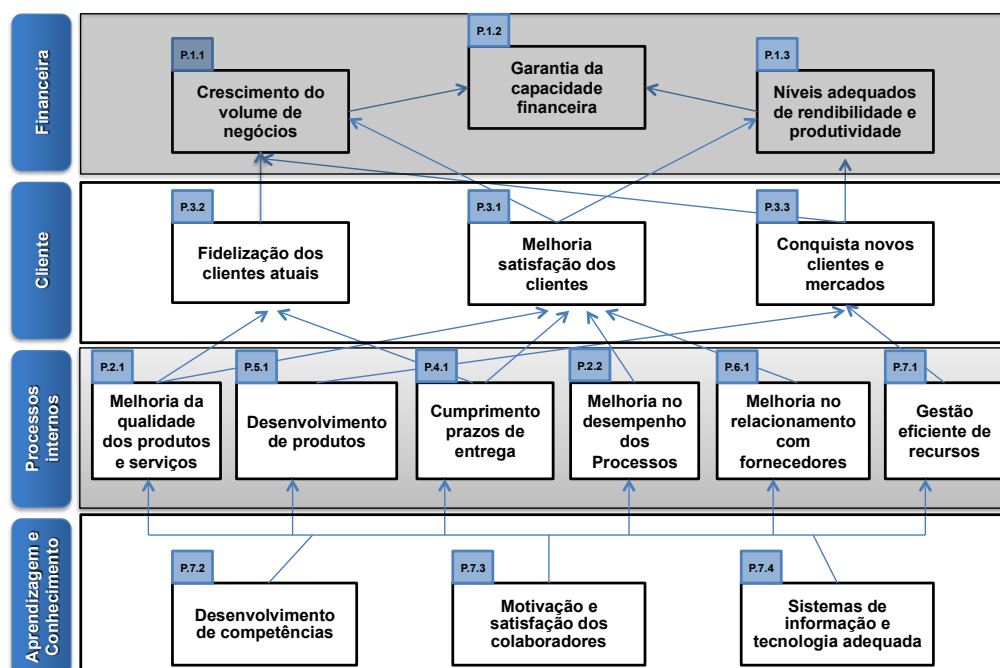 Financeira
P.1.1
Crescimento do
volume de
negócios
P.1.2
Garantia da
capacidade
financeira
P.1.3
Níveis adequados
de rendibilidade e
produtividade
Cliente
P.3.2
Fidelização dos
clientes atuais
P.3.1
Melhoria
satisfação dos
clientes
P.3.3
Conquista novos
clientes e
mercados
Processos
internos
P.2.1
Melhoria da
qualidade
dos produtos
e serviços
P.5.1
Desenvolvimento
de produtos
P.4.1
Cumprimento
prazos de
entrega
P.2.2
Melhoria no
desempenho
dos
Processos
P.6.1
Melhoria no
relacionamento
com
fornecedores
P.7.1
Gestão
eficiente de
recursos
Aprendizagem e
Conhecimento
P.7.2
Desenvolvimento
de competências
P.7.3
Motivação e
satisfação dos
colaboradores
P.7.4
Sistemas de
informação e
tecnologia adequada